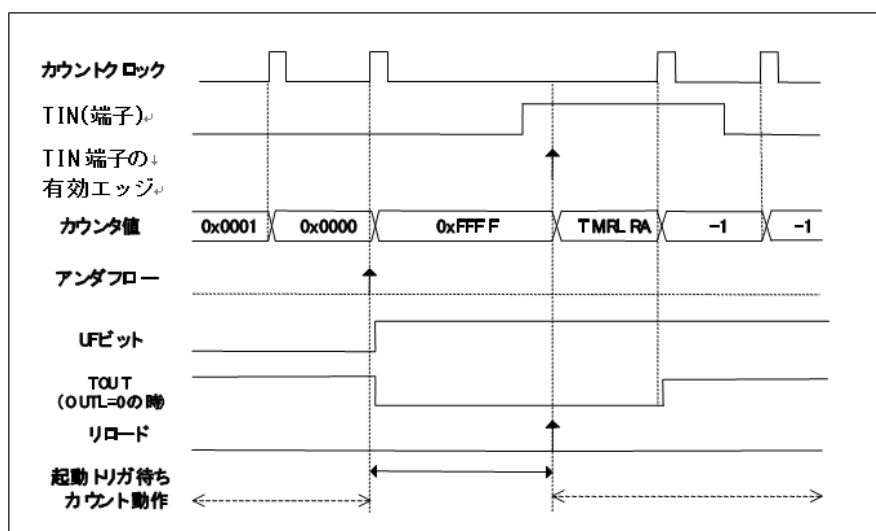 カウントクロック
TIN(端子)↵
TIN 端子の↓
有効エッジ↵
カウンタ値
0x0001 0x0000 0xFFFF TMRLRA -1 -1
アンダフロー
UFビット
TOUT
(OUTL=0の時)
リロード
起動トリガ待ち
カウント動作